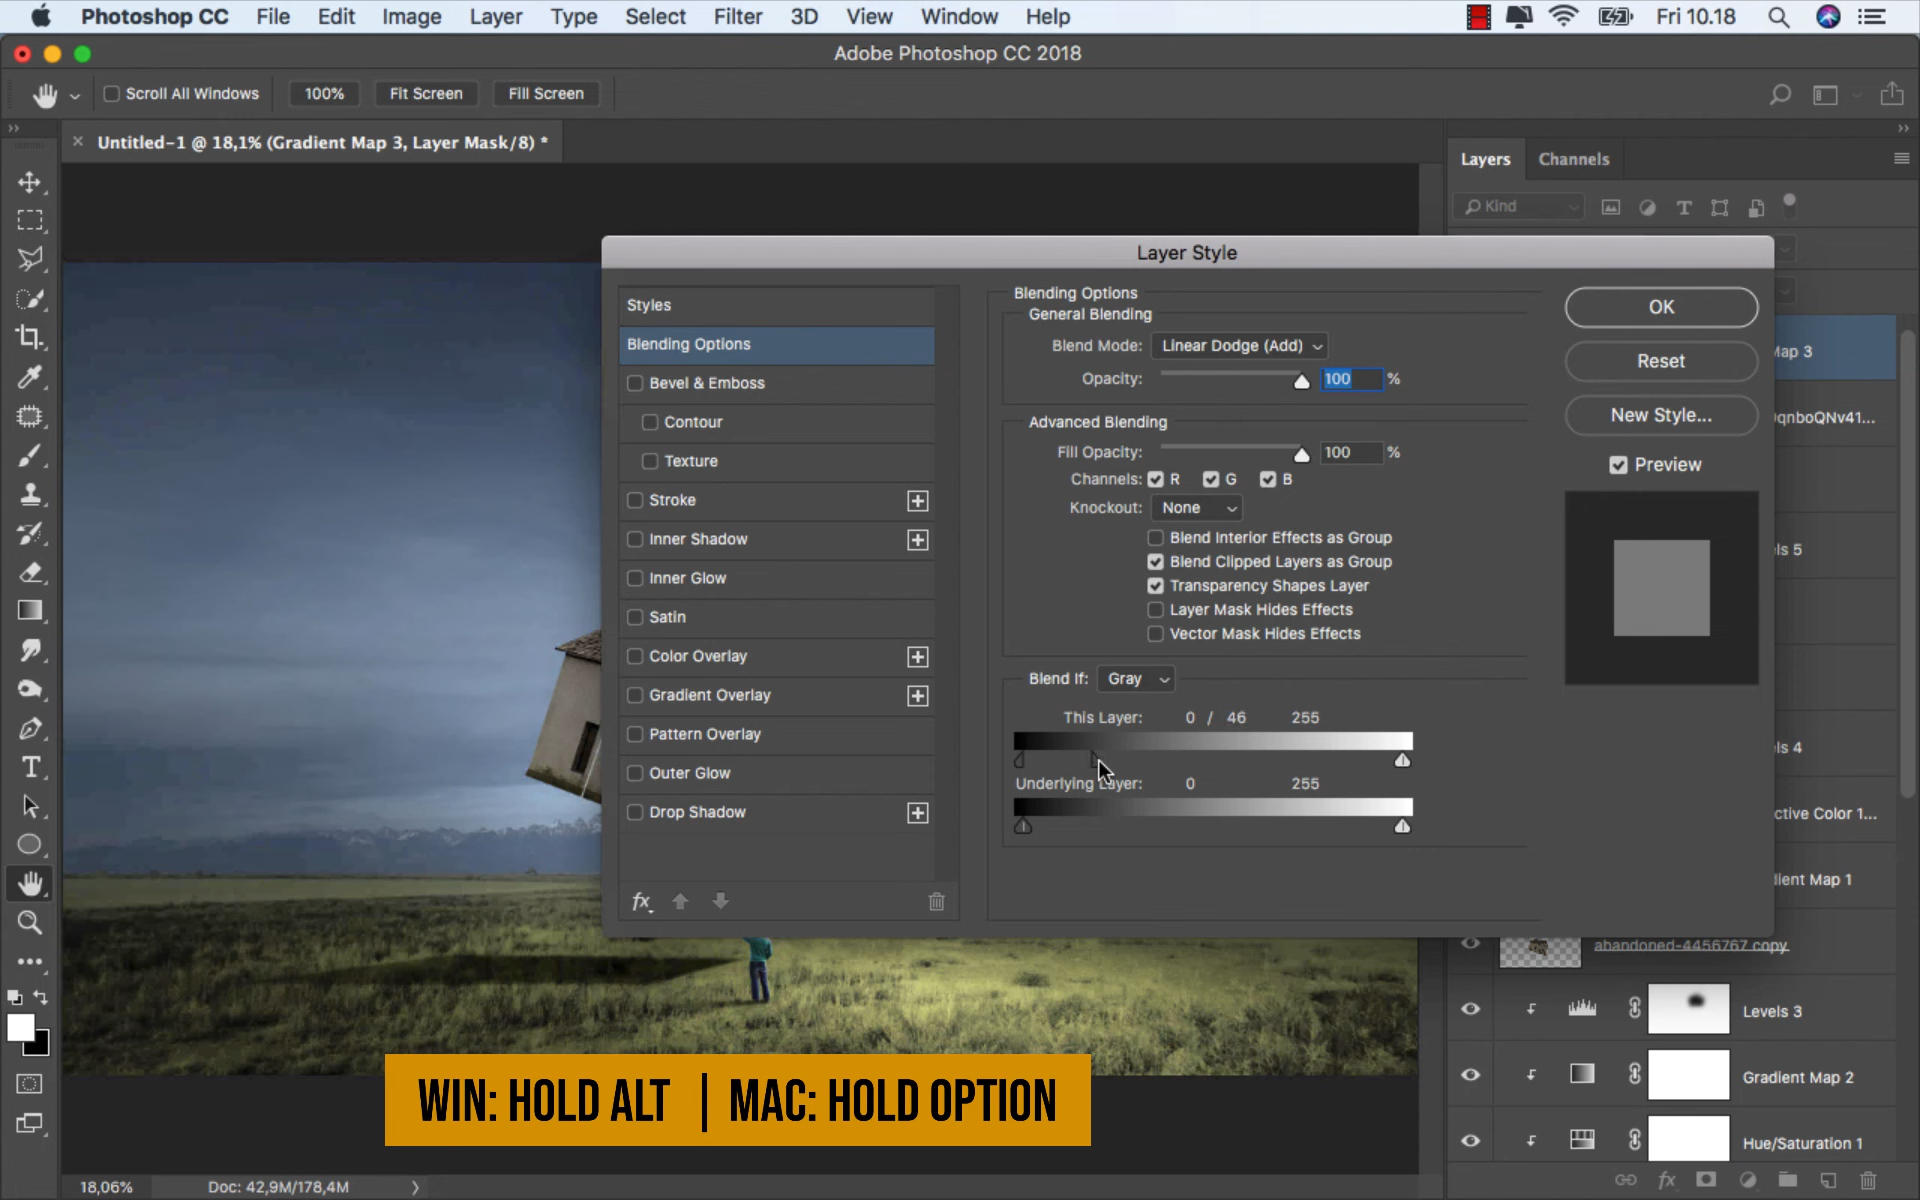 Photoshop CC File Edit Image Layer Type Select Filter 3D View Window Help Fri 10.18
Adobe Photoshop CC 2018
Scroll All Windows 100% Fit Screen Fill Screen
Untitled-1 @ 18,1% (Gradient Map 3, Layer Mask/8) *
Layers Channels
Kind
Layer Style
Styles
Blending Options
Bevel & Emboss
Contour
Texture
Stroke
Inner Shadow
Inner Glow
Satin
Color Overlay
Gradient Overlay
Pattern Overlay
Outer Glow
Drop Shadow
fx
Blending Options
General Blending
Blend Mode: Linear Dodge (Add)
Opacity: 100 %
Advanced Blending
Fill Opacity: 100 %
Channels: R G B
Knockout: None
Blend Interior Effects as Group
Blend Clipped Layers as Group
Transparency Shapes Layer
Layer Mask Hides Effects
Vector Mask Hides Effects
Blend If: Gray
This Layer: 0 / 46 255
Underlying Layer: 0 255
OK
Reset
New Style...
Preview
Map 3
qnboQNv41...
ls 5
ls 4
ctive Color 1...
dient Map 1
abandoned-4456767 copy
Levels 3
Gradient Map 2
Hue/Saturation 1
fx
WIN: HOLD ALT | MAC: HOLD OPTION
18,06% Doc: 42,9M/178,4M